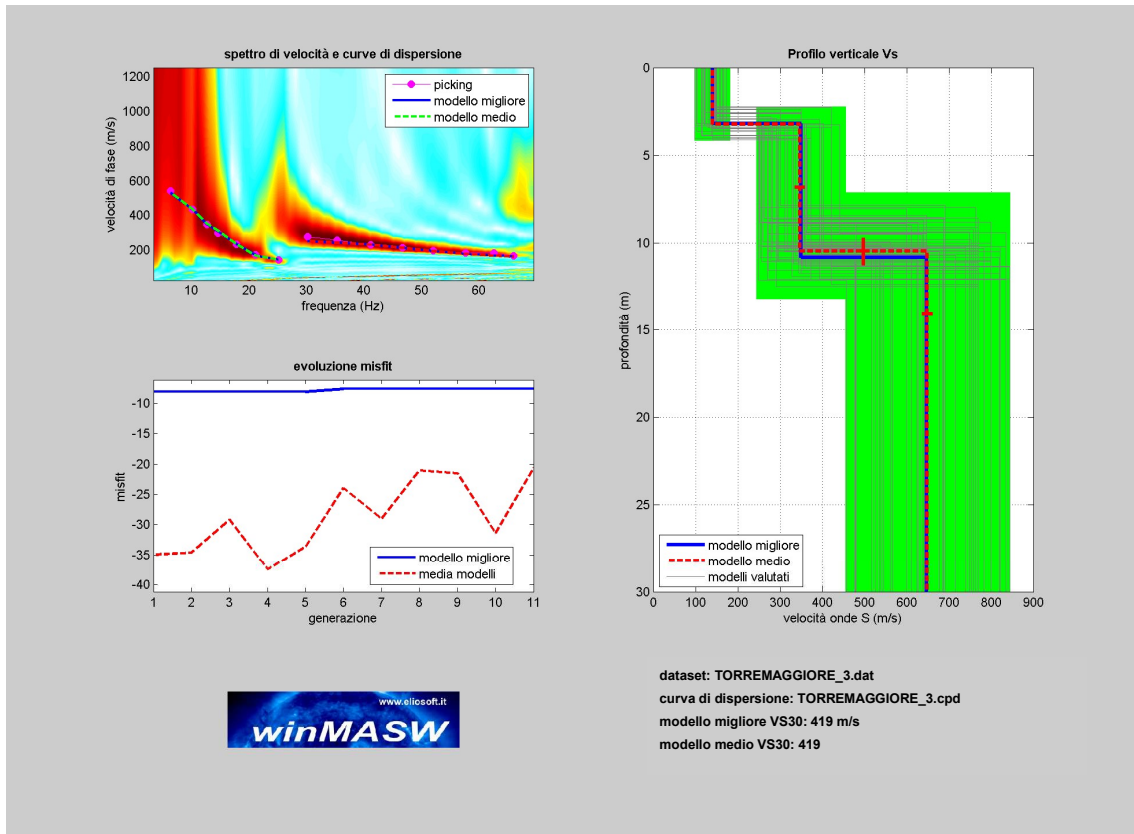 spettro di velocità e curve di dispersione
velocità di fase (m/s)
1200
1000
800
600
400
200
picking
modello migliore
modello medio
10 20 30 40 50 60
frequenza (Hz)
evoluzione misfit
misfit
-10
-15
-20
-25
-30
-35
-40
modello migliore
media modelli
1 2 3 4 5 6 7 8 9 10 11
generazione
Profilo verticale Vs
profondità (m)
0
5
10
15
20
25
30
modello migliore
modello medio
modelli valutati
0 100 200 300 400 500 600 700 800 900
velocità onde S (m/s)
www.eliosoft.it
winMASW
dataset: TORREMAGGIORE_3.dat
curva di dispersione: TORREMAGGIORE_3.cpd
modello migliore VS30: 419 m/s
modello medio VS30: 419